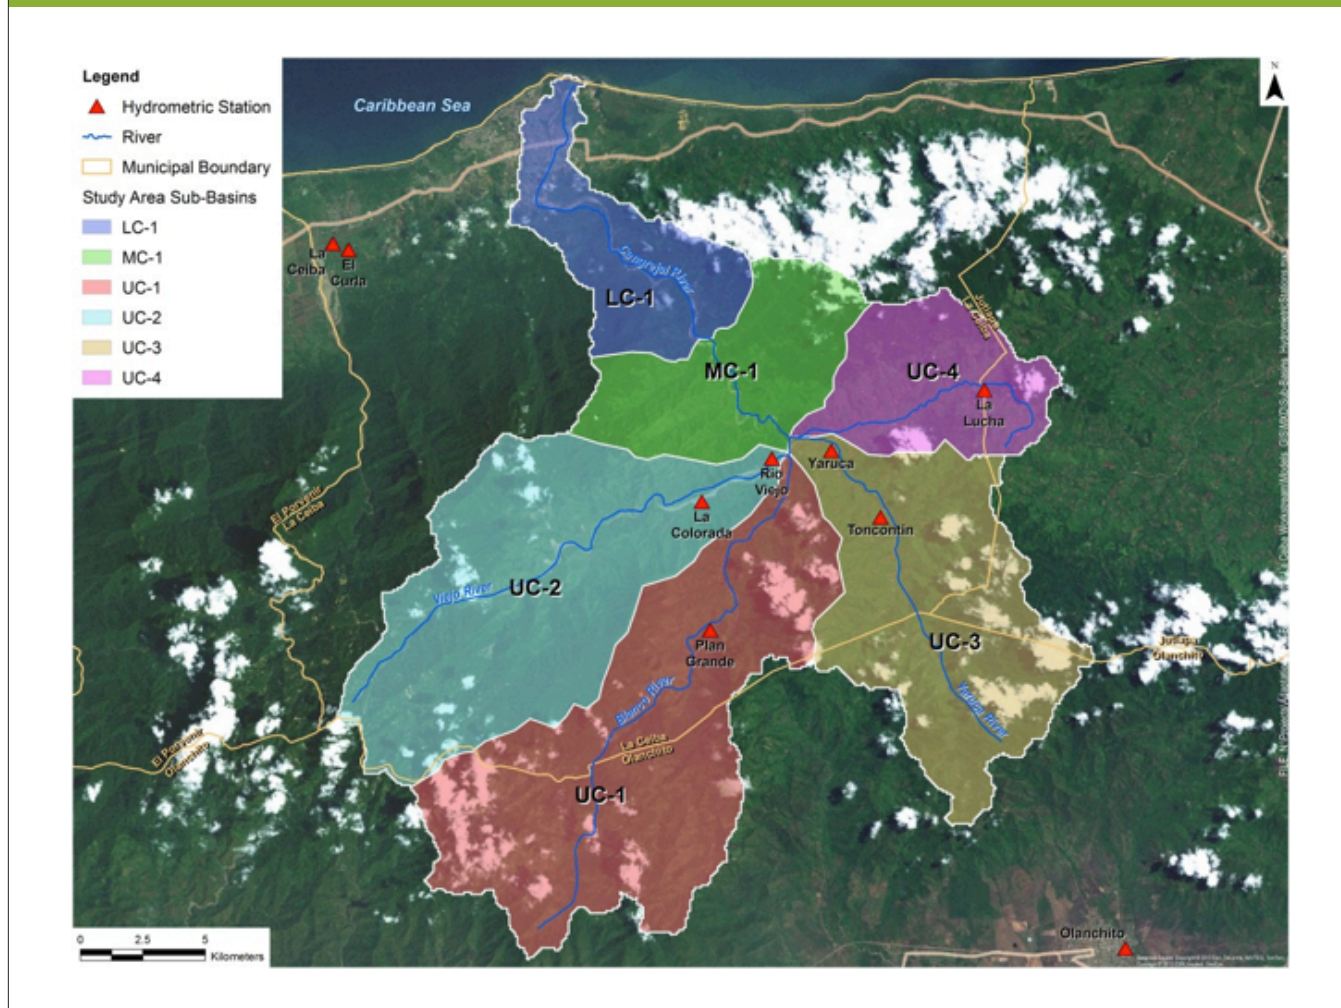 Legend
Hydrometric Station
River
Municipal Boundary
Study Area Sub-Basins
LC-1
MC-1
UC-1
UC-2
UC-3
UC-4
Caribbean Sea
N
La
Ceiba
El
Curla
Cangrejal River
LC-1
MC-1
UC-4
Jutiapa
La Ceiba
La
Lucha
Yaruca
Rio
Viejo
La
Colorada
Toncontin
El Porvenir
La Ceiba
Viejo River
UC-2
Plan
Grande
UC-3
Jutiapa
Olanchito
Blanco River
Yaruca River
El Porvenir
Olanchito
La Ceiba
Olanchito
UC-1
Olanchito
0 2.5 5
Kilometers